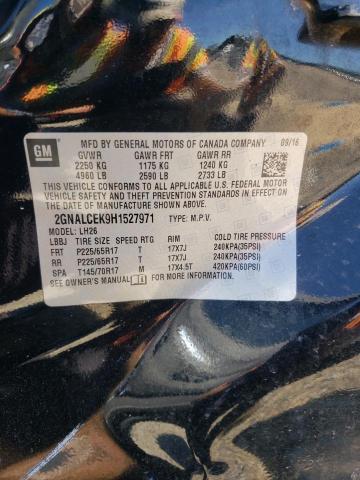 MFD BY GENERAL MOTORS OF CANADA COMPANY 09/16
GM
GVWR GAWR FRT GAWR RR
2250 KG 1175 KG 1240 KG
4960 LB 2590 LB 2733 LB
THIS VEHICLE CONFORMS TO ALL APPLICABLE U.S. FEDERAL MOTOR
VEHICLE SAFETY AND THEFT PREVENTION STANDARDS IN EFFECT ON THE
DATE OF MANUFACTURE SHOWN ABOVE.
2GNALCEK9H1527971 TYPE: M.P.V.
MODEL: LH26
LBBJ TIRE SIZE SPEED RTG RIM COLD TIRE PRESSURE
FRT P225/65R17 T 17X7J 240KPA(35PSI)
RR P225/65R17 T 17X7J 240KPA(35PSI)
SPA T145/70R17 M 17X4.5T 420KPA(60PSI)
SEE OWNER'S MANUAL FOR MORE INFORMATION.